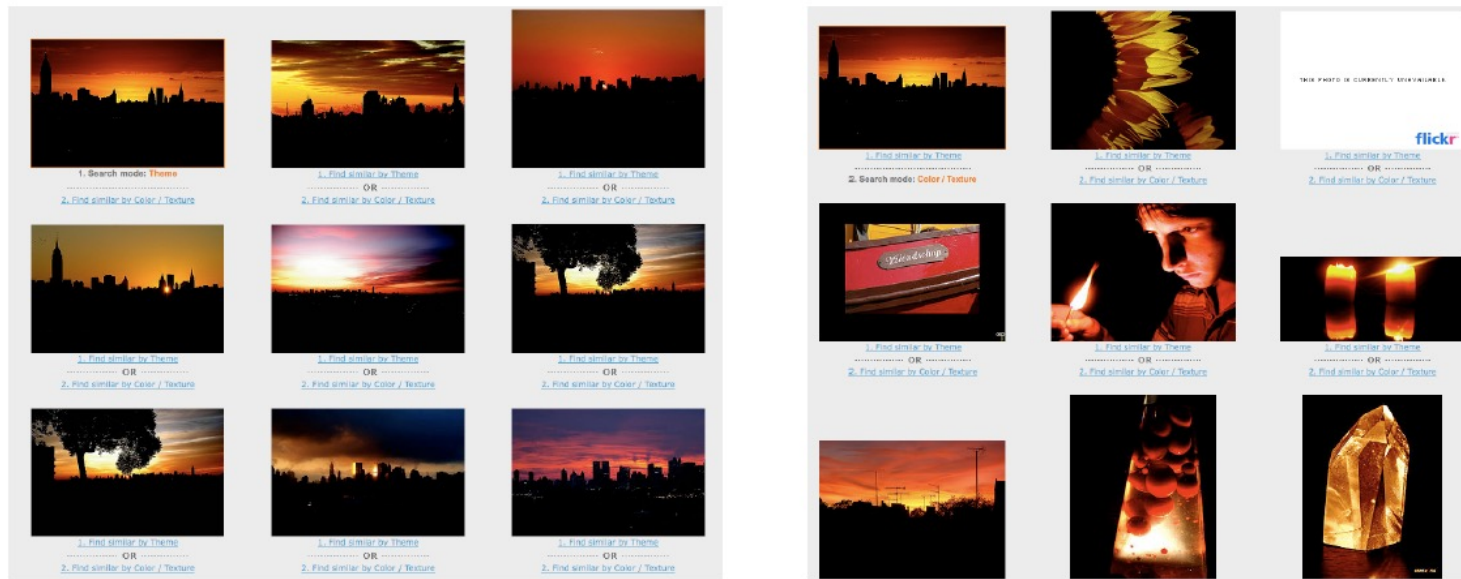 1. Search mode: Theme
OR
2. Find similar by Color / Texture
1. Find similar by Theme
OR
2. Find similar by Color / Texture
1. Find similar by Theme
OR
2. Find similar by Color / Texture
1. Find similar by Theme
OR
2. Find similar by Color / Texture
1. Find similar by Theme
OR
2. Find similar by Color / Texture
1. Find similar by Theme
OR
2. Find similar by Color / Texture
1. Find similar by Theme
OR
2. Find similar by Color / Texture
1. Find similar by Theme
OR
2. Find similar by Color / Texture
1. Find similar by Theme
OR
2. Find similar by Color / Texture
1. Find similar by Theme
OR
2. Search mode: Color / Texture
1. Find similar by Theme
OR
2. Find similar by Color / Texture
THIS PHOTO IS CURRENTLY UNAVAILABLE
flickr
1. Find similar by Theme
OR
2. Find similar by Color / Texture
Friendship
1. Find similar by Theme
OR
2. Find similar by Color / Texture
1. Find similar by Theme
OR
2. Find similar by Color / Texture
1. Find similar by Theme
OR
2. Find similar by Color / Texture